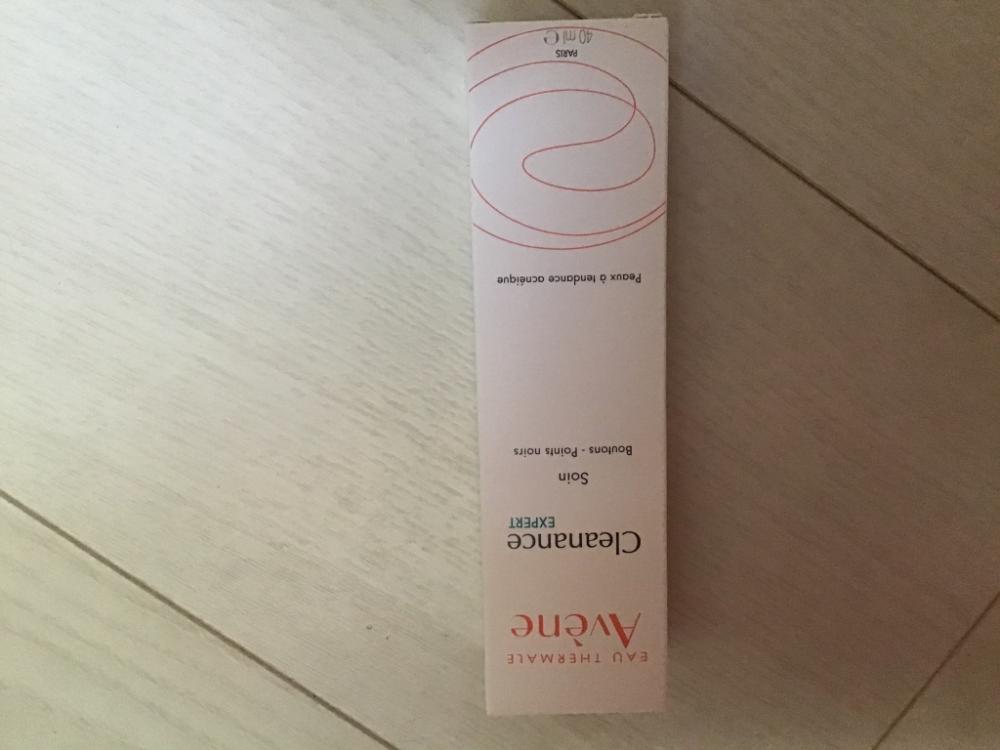 EAU THERMALE
Avène
Cleanance
EXPERT
Soin
Boutons - Points noirs
Peaux à tendance acnéique
PARIS
40 ml ℮